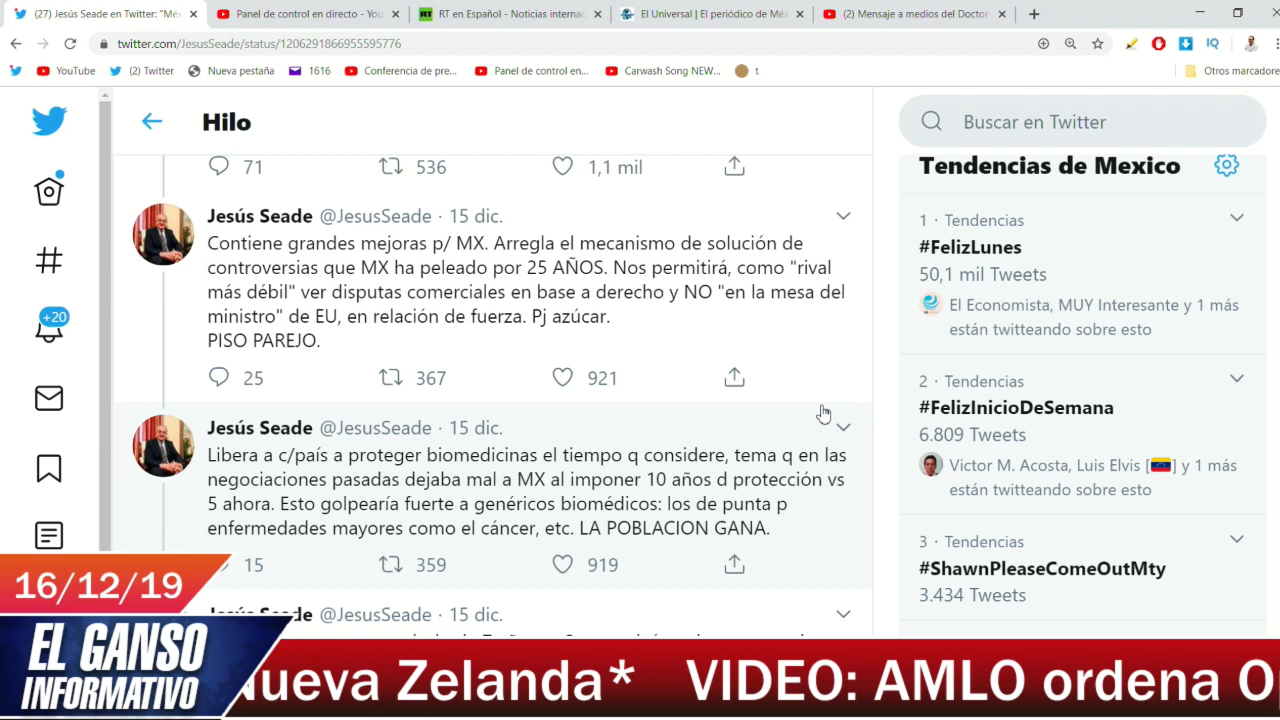 (27) Jesús Seade en Twitter: "Mé
Panel de control en directo - You
RT en Español - Noticias internac
El Universal | El periódico de Mé
(2) Mensaje a medios del Doctor
twitter.com/JesusSeade/status/1206291866955595776
IQ
YouTube
(2) Twitter
Nueva pestaña
1616
Conferencia de pre...
Panel de control en...
Carwash Song NEW...
t
Otros marcadore
Hilo
Buscar en Twitter
71 536 1,1 mil
Jesús Seade @JesusSeade · 15 dic.
Contiene grandes mejoras p/ MX. Arregla el mecanismo de solución de
controversias que MX ha peleado por 25 AÑOS. Nos permitirá, como "rival
más débil" ver disputas comerciales en base a derecho y NO "en la mesa del
ministro" de EU, en relación de fuerza. Pj azúcar.
PISO PAREJO.
25 367 921
Jesús Seade @JesusSeade · 15 dic.
Libera a c/país a proteger biomedicinas el tiempo q considere, tema q en las
negociaciones pasadas dejaba mal a MX al imponer 10 años d protección vs
5 ahora. Esto golpearía fuerte a genéricos biomédicos: los de punta p
enfermedades mayores como el cáncer, etc. LA POBLACION GANA.
15 359 919
Jesús Seade @JesusSeade · 15 dic.
+20
Tendencias de Mexico
1 · Tendencias
#FelizLunes
50,1 mil Tweets
El Economista, MUY Interesante y 1 más
están twitteando sobre esto
2 · Tendencias
#FelizInicioDeSemana
6.809 Tweets
Victor M. Acosta, Luis Elvis [🇻🇪] y 1 más
están twitteando sobre esto
3 · Tendencias
#ShawnPleaseComeOutMty
3.434 Tweets
16/12/19
EL GANSO
INFORMATIVO
Nueva Zelanda* VIDEO: AMLO ordena O